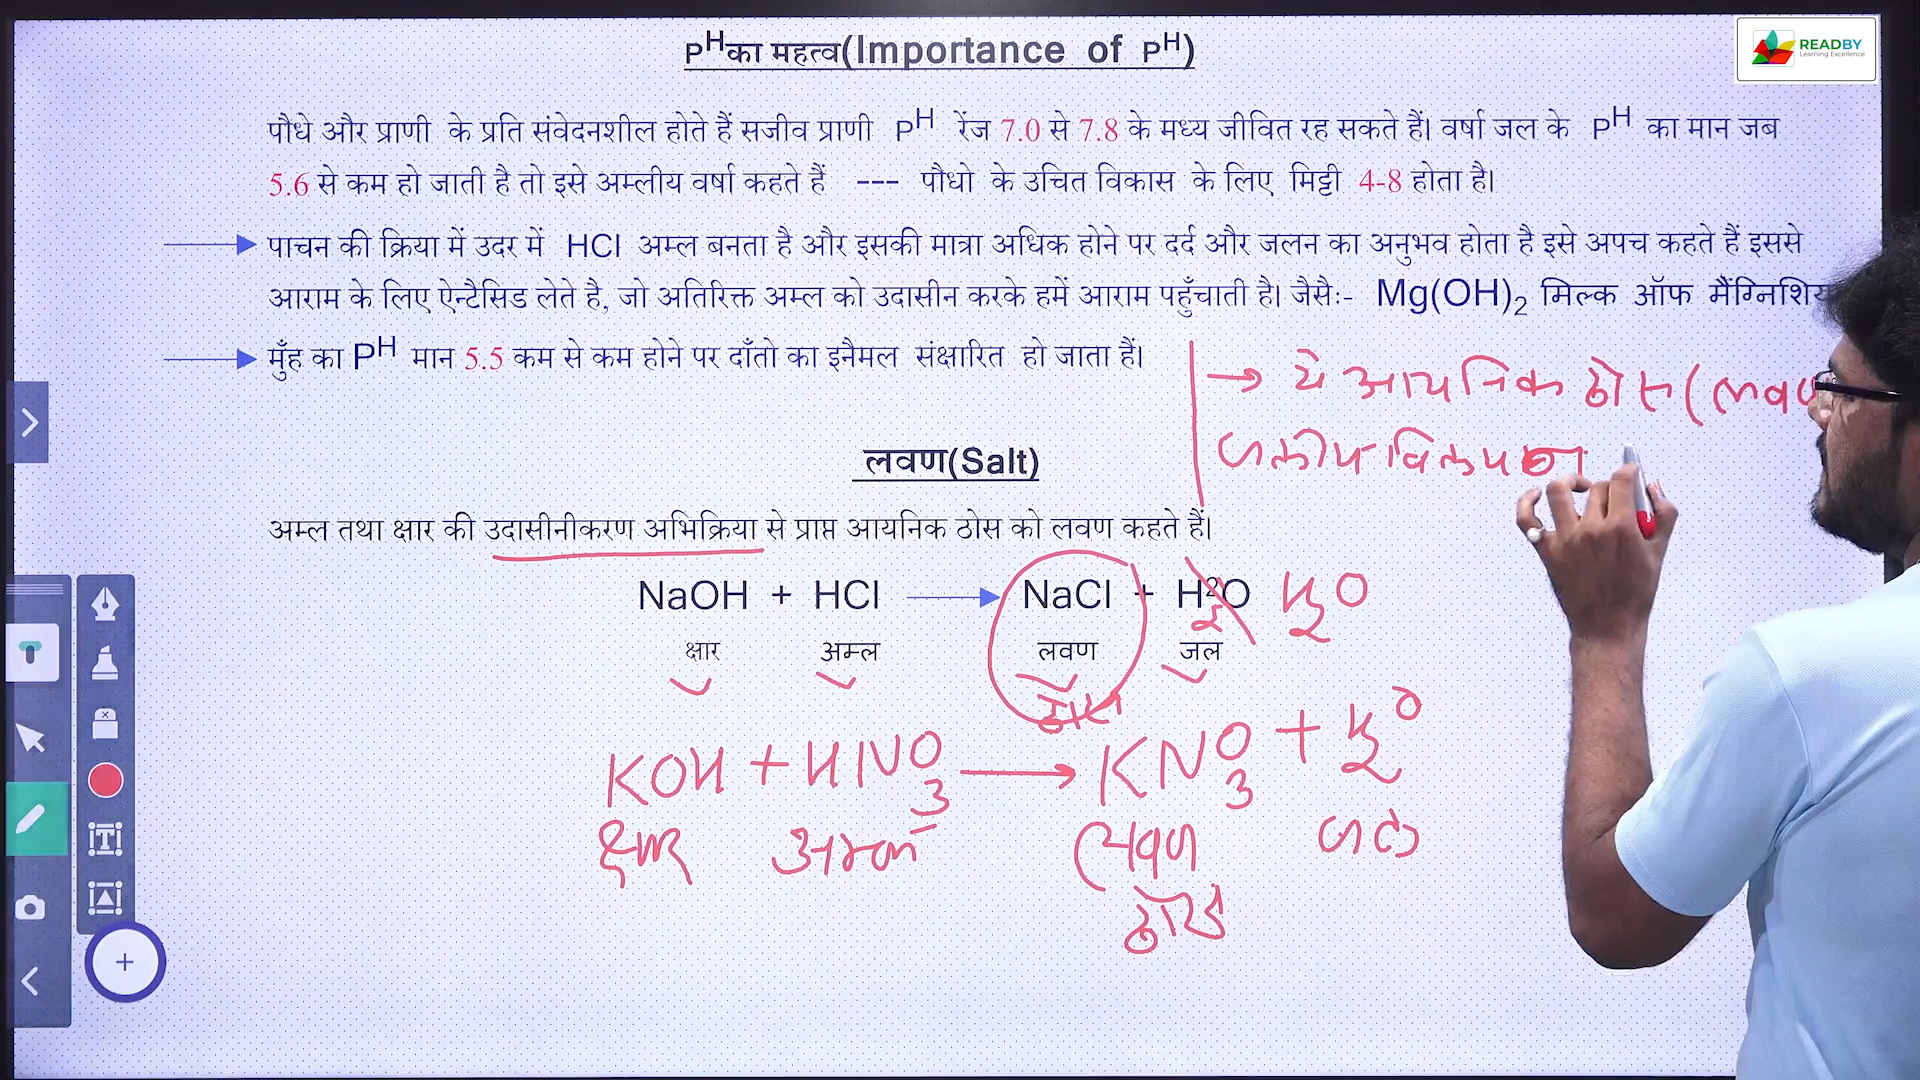 Pᴴका महत्व(Importance of Pᴴ)
READBY
Learning Excellence
पौधे और प्राणी के प्रति संवेदनशील होते हैं सजीव प्राणी Pᴴ रेंज 7.0 से 7.8 के मध्य जीवित रह सकते हैं। वर्षा जल के Pᴴ का मान जब
5.6 से कम हो जाती है तो इसे अम्लीय वर्षा कहते हैं --- पौधो के उचित विकास के लिए मिट्टी 4-8 होता है।
पाचन की क्रिया में उदर में HCl अम्ल बनता है और इसकी मात्रा अधिक होने पर दर्द और जलन का अनुभव होता है इसे अपच कहते हैं इससे
आराम के लिए ऐन्टैसिड लेते है, जो अतिरिक्त अम्ल को उदासीन करके हमें आराम पहुँचाती है। जैसैः- Mg(OH)₂ मिल्क ऑफ मैंग्निशिय
मुँह का Pᴴ मान 5.5 कम से कम होने पर दाँतो का इनैमल संक्षारित हो जाता हैं।
→ ये आयनिक ठोस (लवण
जलीय विलयन
लवण(Salt)
अम्ल तथा क्षार की उदासीनीकरण अभिक्रिया से प्राप्त आयनिक ठोस को लवण कहते हैं।
NaOH + HCl → NaCl + H²O H₂O
क्षार अम्ल लवण जल
ठोस
KOH + HNO₃ → KNO₃ + H₂O
क्षार अम्ल लवण जल
ठोस